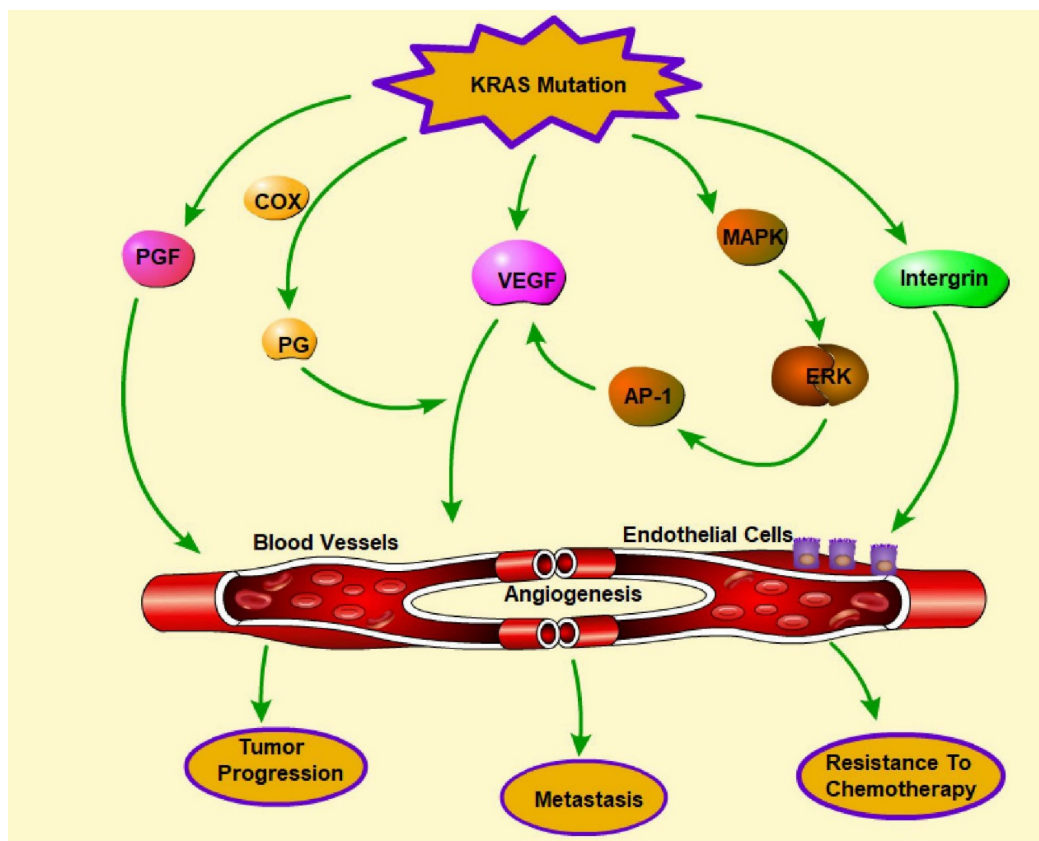 KRAS Mutation
COX
PGF
VEGF
MAPK
Intergrin
PG
AP-1
ERK
Blood Vessels
Endothelial Cells
Angiogenesis
Tumor
Progression
Metastasis
Resistance To
Chemotherapy